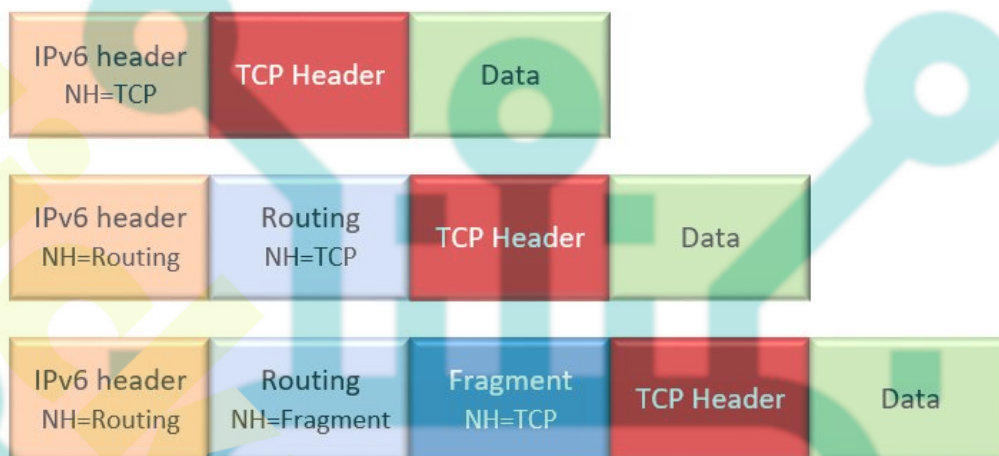 IPv6 header
NH=TCP
TCP Header
Data
IPv6 header
NH=Routing
Routing
NH=TCP
TCP Header
Data
IPv6 header
NH=Routing
Routing
NH=Fragment
Fragment
NH=TCP
TCP Header
Data